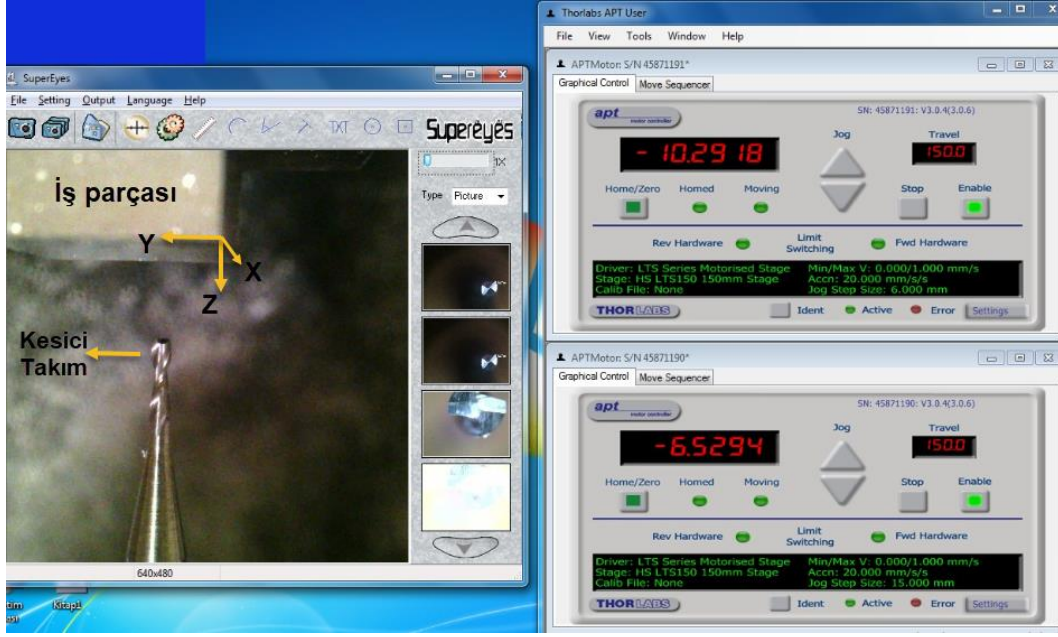 SuperEyes
File Setting Output Language Help
TXT
Supereyes
1X
Type Picture
İş parçası
Y
X
Z
Kesici
Takım
640x480
Kitap1
Thorlabs APT User
File View Tools Window Help
APTMotor: S/N 45871191*
Graphical Control Move Sequencer
apt
motor controller
SN: 45871191: V3.0.4(3.0.6)
- 10.2918
Jog
Travel
150.0
Home/Zero Homed Moving Stop Enable
Rev Hardware Limit Switching Fwd Hardware
Driver: LTS Series Motorised Stage Min/Max V: 0.000/1.000 mm/s
Stage: HS LTS150 150mm Stage Accn: 20.000 mm/s/s
Calib File: None Jog Step Size: 6.000 mm
THORLABS Ident Active Error Settings
APTMotor: S/N 45871190*
Graphical Control Move Sequencer
apt
motor controller
SN: 45871190: V3.0.4(3.0.6)
-6.5294
Jog
Travel
150.0
Home/Zero Homed Moving Stop Enable
Rev Hardware Limit Switching Fwd Hardware
Driver: LTS Series Motorised Stage Min/Max V: 0.000/1.000 mm/s
Stage: HS LTS150 150mm Stage Accn: 20.000 mm/s/s
Calib File: None Jog Step Size: 15.000 mm
THORLABS Ident Active Error Settings